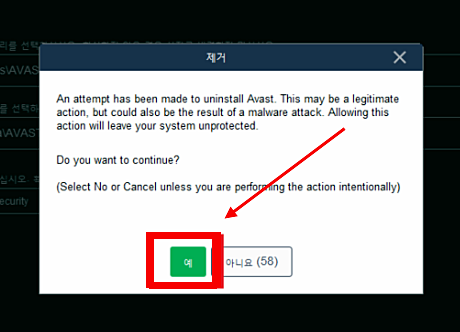 를 선택
제거
s\AVAST
An attempt has been made to uninstall Avast. This may be a legitimate
action, but could also be the result of a malware attack. Allowing this
action will leave your system unprotected.
를 선택하
s\AVAST
Do you want to continue?
십시오.
(Select No or Cancel unless you are performing the action intentionally)
ecurity
예
아니요 (58)